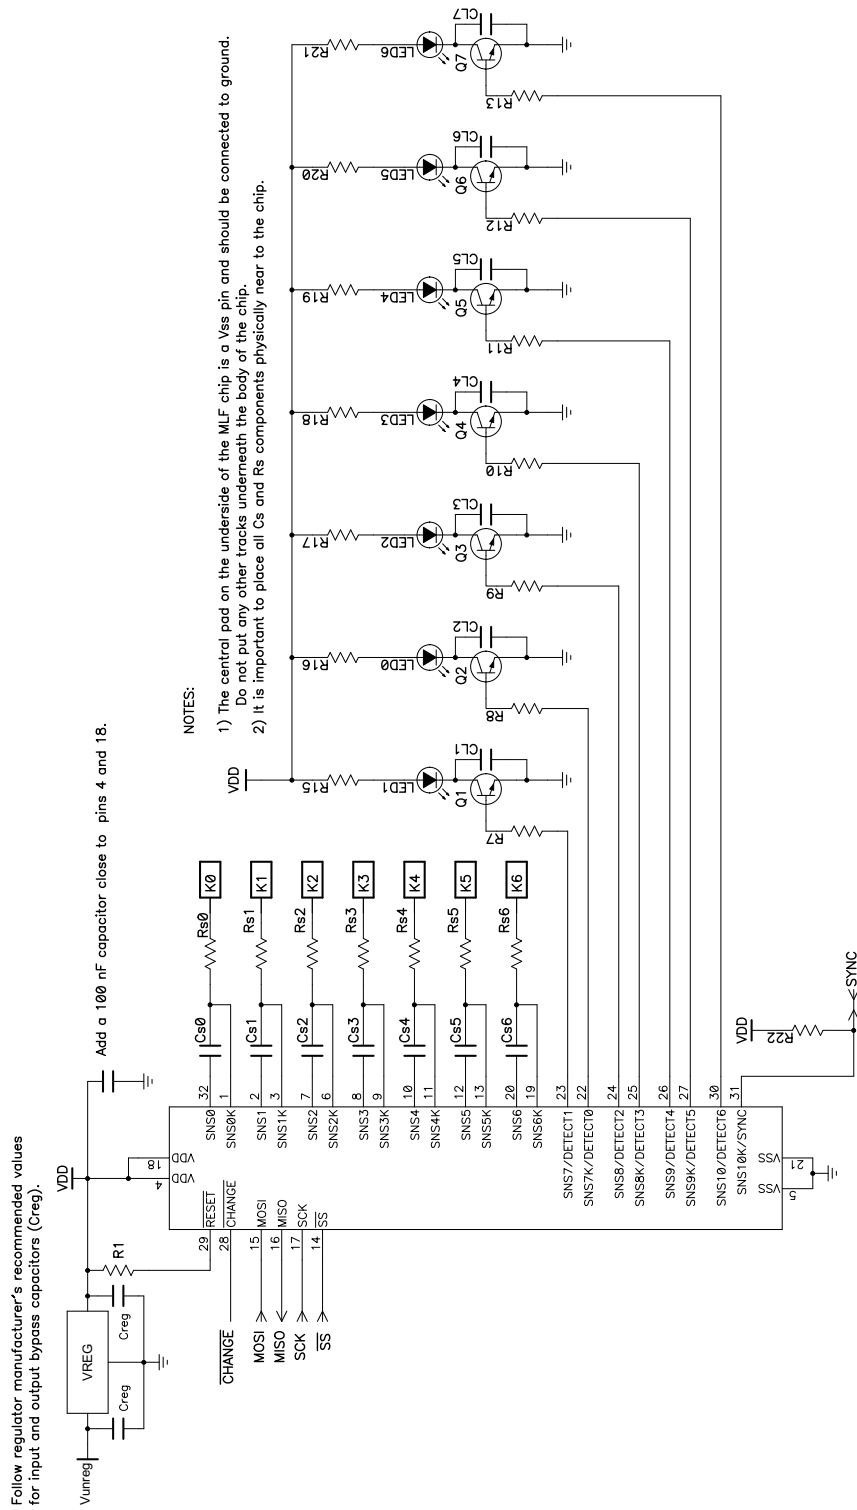 Follow regulator manufacturer's recommended values
for input and output bypass capacitors (Creg).
Vunreg
VREG
Creg
Creg
R1
VDD
Add a 100 nF capacitor close to pins 4 and 18.
NOTES:
1) The central pad on the underside of the MLF chip is a Vss pin and should be connected to ground.
Do not put any other tracks underneath the body of the chip.
2) It is important to place all Cs and Rs components physically near to the chip.
4
VDD
18
VDD
29
RESET
CHANGE
28
CHANGE
MOSI
15
MOSI
MISO
16
MISO
SCK
17
SCK
SS
14
SS
SNS0
32
Cs0
Rs0
K0
SNS0K
1
SNS1
2
Cs1
Rs1
K1
SNS1K
3
SNS2
7
Cs2
Rs2
K2
SNS2K
6
SNS3
8
Cs3
Rs3
K3
SNS3K
9
SNS4
10
Cs4
Rs4
K4
SNS4K
11
SNS5
12
Cs5
Rs5
K5
SNS5K
13
SNS6
20
Cs6
Rs6
K6
SNS6K
19
SNS7/DETECT1
23
SNS7K/DETECT0
22
SNS8/DETECT2
24
SNS8K/DETECT3
25
SNS9/DETECT4
26
SNS9K/DETECT5
27
SNS10/DETECT6
30
SNS10K/SYNC
31
VSS
5
VSS
21
VDD
R22
SYNC
VDD
R15
LED1
Q1
CL1
R7
R16
LED0
Q2
CL2
R8
R17
LED2
Q3
CL3
R9
R18
LED3
Q4
CL4
R10
R19
LED4
Q5
CL5
R11
R20
LED5
Q6
CL6
R12
R21
LED6
Q7
CL7
R13